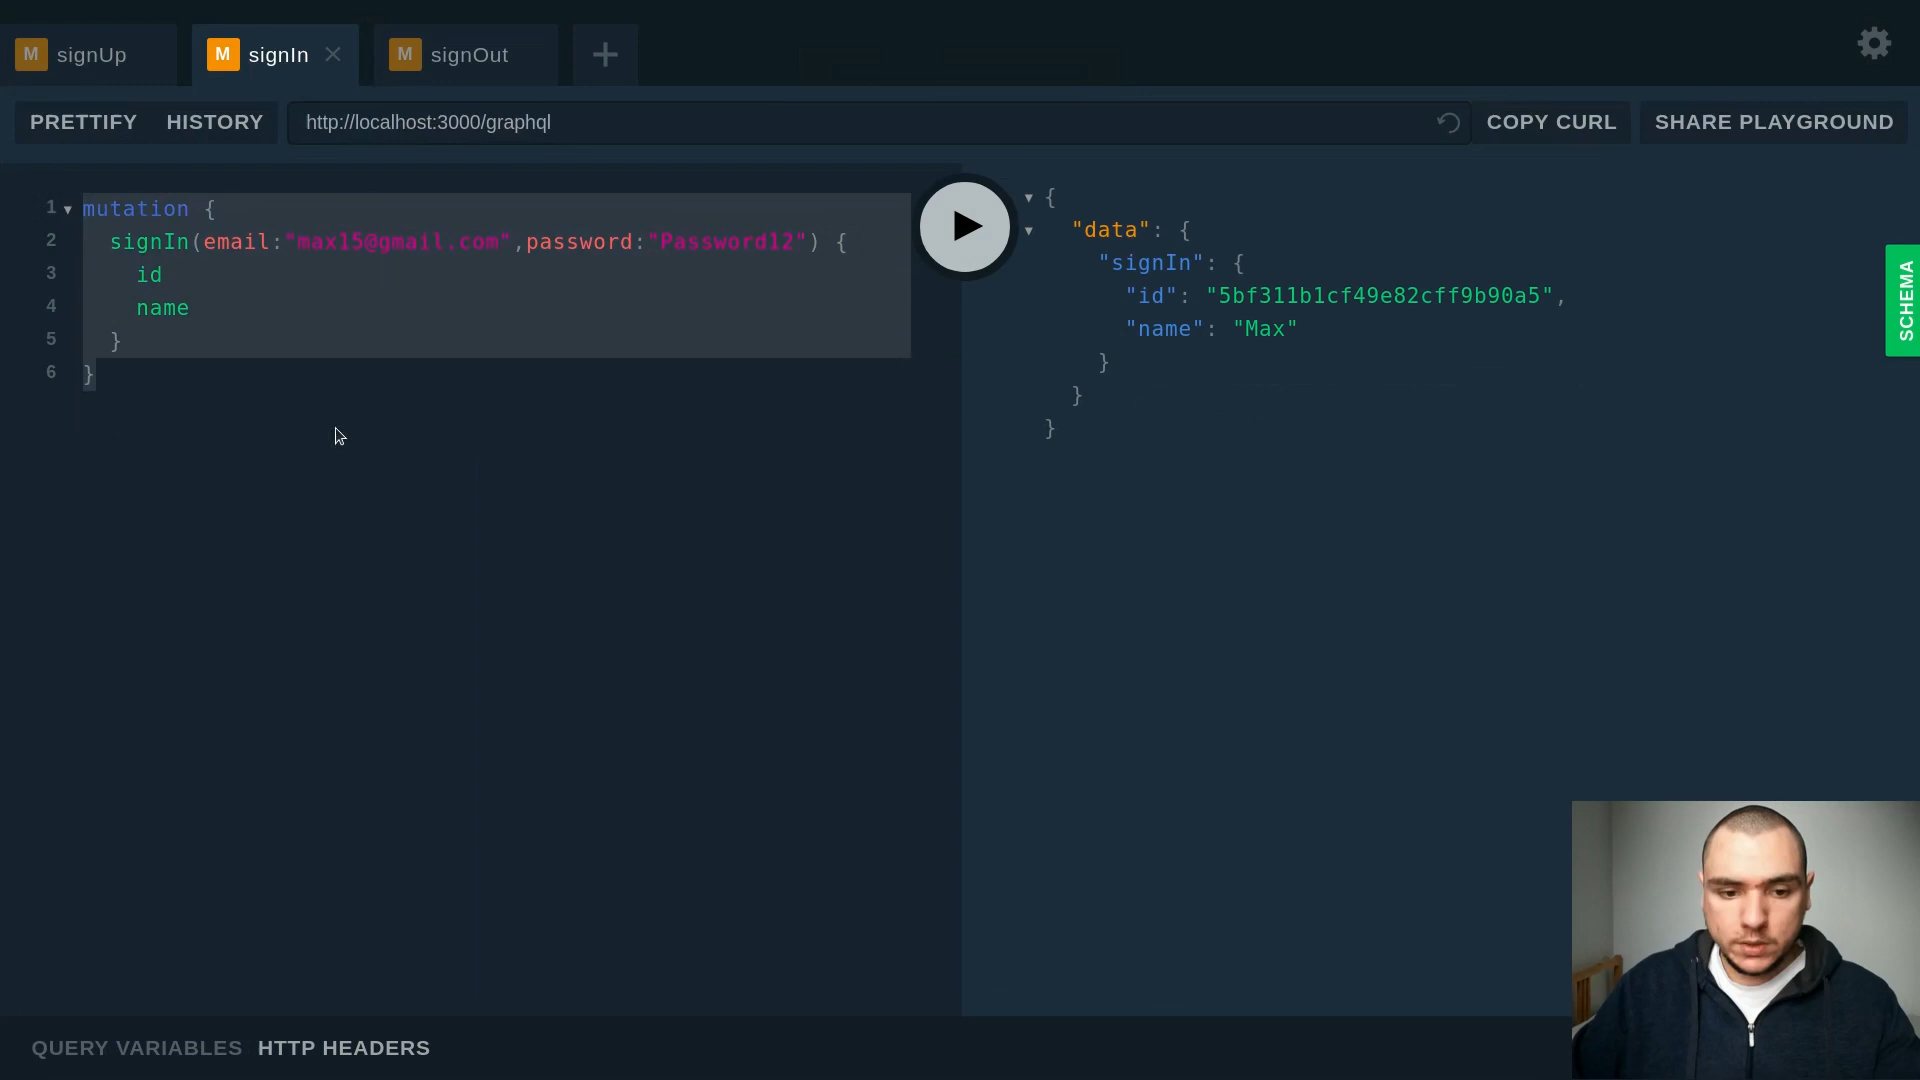 M signUp
M signIn
M signOut
PRETTIFY
HISTORY
http://localhost:3000/graphql
COPY CURL
SHARE PLAYGROUND
1 mutation {
2 signIn(email:"max15@gmail.com",password:"Password12") {
3 id
4 name
5 }
6 }
{
"data": {
"signIn": {
"id": "5bf311b1cf49e82cff9b90a5",
"name": "Max"
}
}
}
SCHEMA
QUERY VARIABLES
HTTP HEADERS